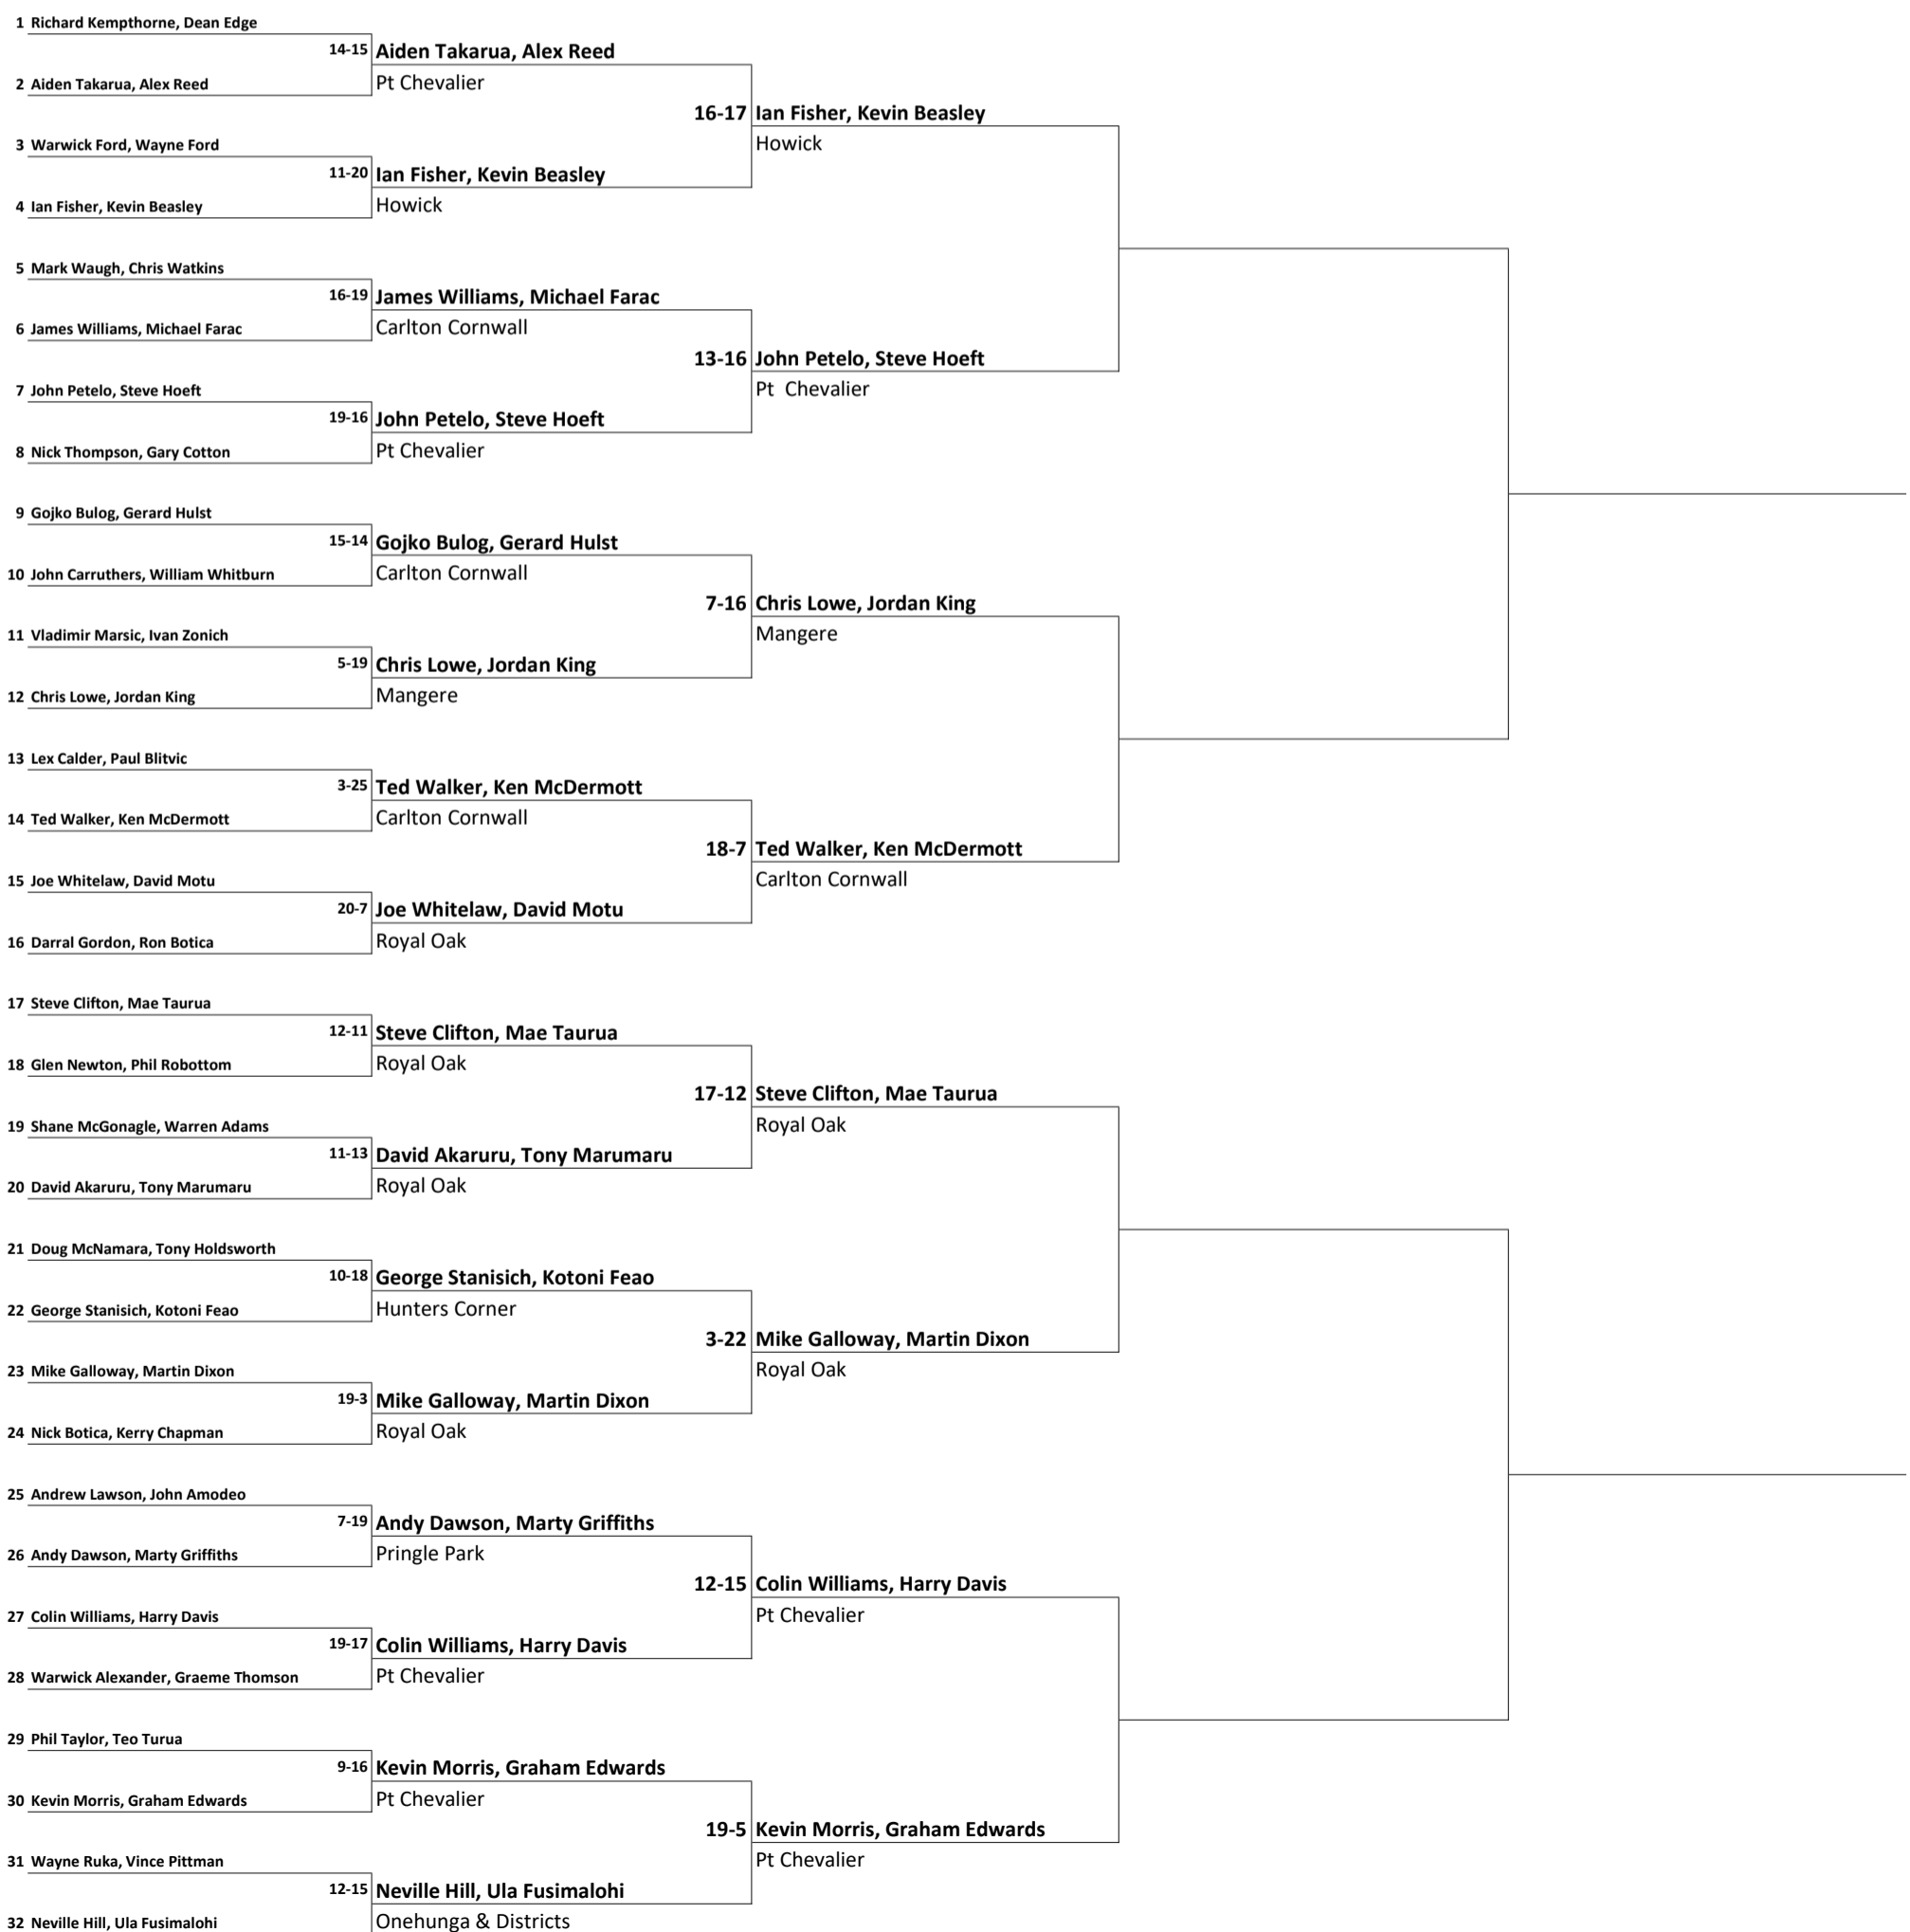 1 Richard Kempthorne, Dean Edge
14-15 Aiden Takarua, Alex Reed
2 Aiden Takarua, Alex Reed
Pt Chevalier
16-17 Ian Fisher, Kevin Beasley
3 Warwick Ford, Wayne Ford
Howick
11-20 Ian Fisher, Kevin Beasley
4 Ian Fisher, Kevin Beasley
Howick
5 Mark Waugh, Chris Watkins
16-19 James Williams, Michael Farac
6 James Williams, Michael Farac
Carlton Cornwall
13-16 John Petelo, Steve Hoeft
7 John Petelo, Steve Hoeft
Pt  Chevalier
19-16 John Petelo, Steve Hoeft
8 Nick Thompson, Gary Cotton
Pt Chevalier
9 Gojko Bulog, Gerard Hulst
15-14 Gojko Bulog, Gerard Hulst
10 John Carruthers, William Whitburn
Carlton Cornwall
7-16 Chris Lowe, Jordan King
11 Vladimir Marsic, Ivan Zonich
Mangere
5-19 Chris Lowe, Jordan King
12 Chris Lowe, Jordan King
Mangere
13 Lex Calder, Paul Blitvic
3-25 Ted Walker, Ken McDermott
14 Ted Walker, Ken McDermott
Carlton Cornwall
18-7 Ted Walker, Ken McDermott
15 Joe Whitelaw, David Motu
Carlton Cornwall
20-7 Joe Whitelaw, David Motu
16 Darral Gordon, Ron Botica
Royal Oak
17 Steve Clifton, Mae Taurua
12-11 Steve Clifton, Mae Taurua
18 Glen Newton, Phil Robottom
Royal Oak
17-12 Steve Clifton, Mae Taurua
19 Shane McGonagle, Warren Adams
Royal Oak
11-13 David Akaruru, Tony Marumaru
20 David Akaruru, Tony Marumaru
Royal Oak
21 Doug McNamara, Tony Holdsworth
10-18 George Stanisich, Kotoni Feao
22 George Stanisich, Kotoni Feao
Hunters Corner
3-22 Mike Galloway, Martin Dixon
23 Mike Galloway, Martin Dixon
Royal Oak
19-3 Mike Galloway, Martin Dixon
24 Nick Botica, Kerry Chapman
Royal Oak
25 Andrew Lawson, John Amodeo
7-19 Andy Dawson, Marty Griffiths
26 Andy Dawson, Marty Griffiths
Pringle Park
12-15 Colin Williams, Harry Davis
27 Colin Williams, Harry Davis
Pt Chevalier
19-17 Colin Williams, Harry Davis
28 Warwick Alexander, Graeme Thomson
Pt Chevalier
29 Phil Taylor, Teo Turua
9-16 Kevin Morris, Graham Edwards
30 Kevin Morris, Graham Edwards
Pt Chevalier
19-5 Kevin Morris, Graham Edwards
31 Wayne Ruka, Vince Pittman
Pt Chevalier
12-15 Neville Hill, Ula Fusimalohi
32 Neville Hill, Ula Fusimalohi
Onehunga & Districts